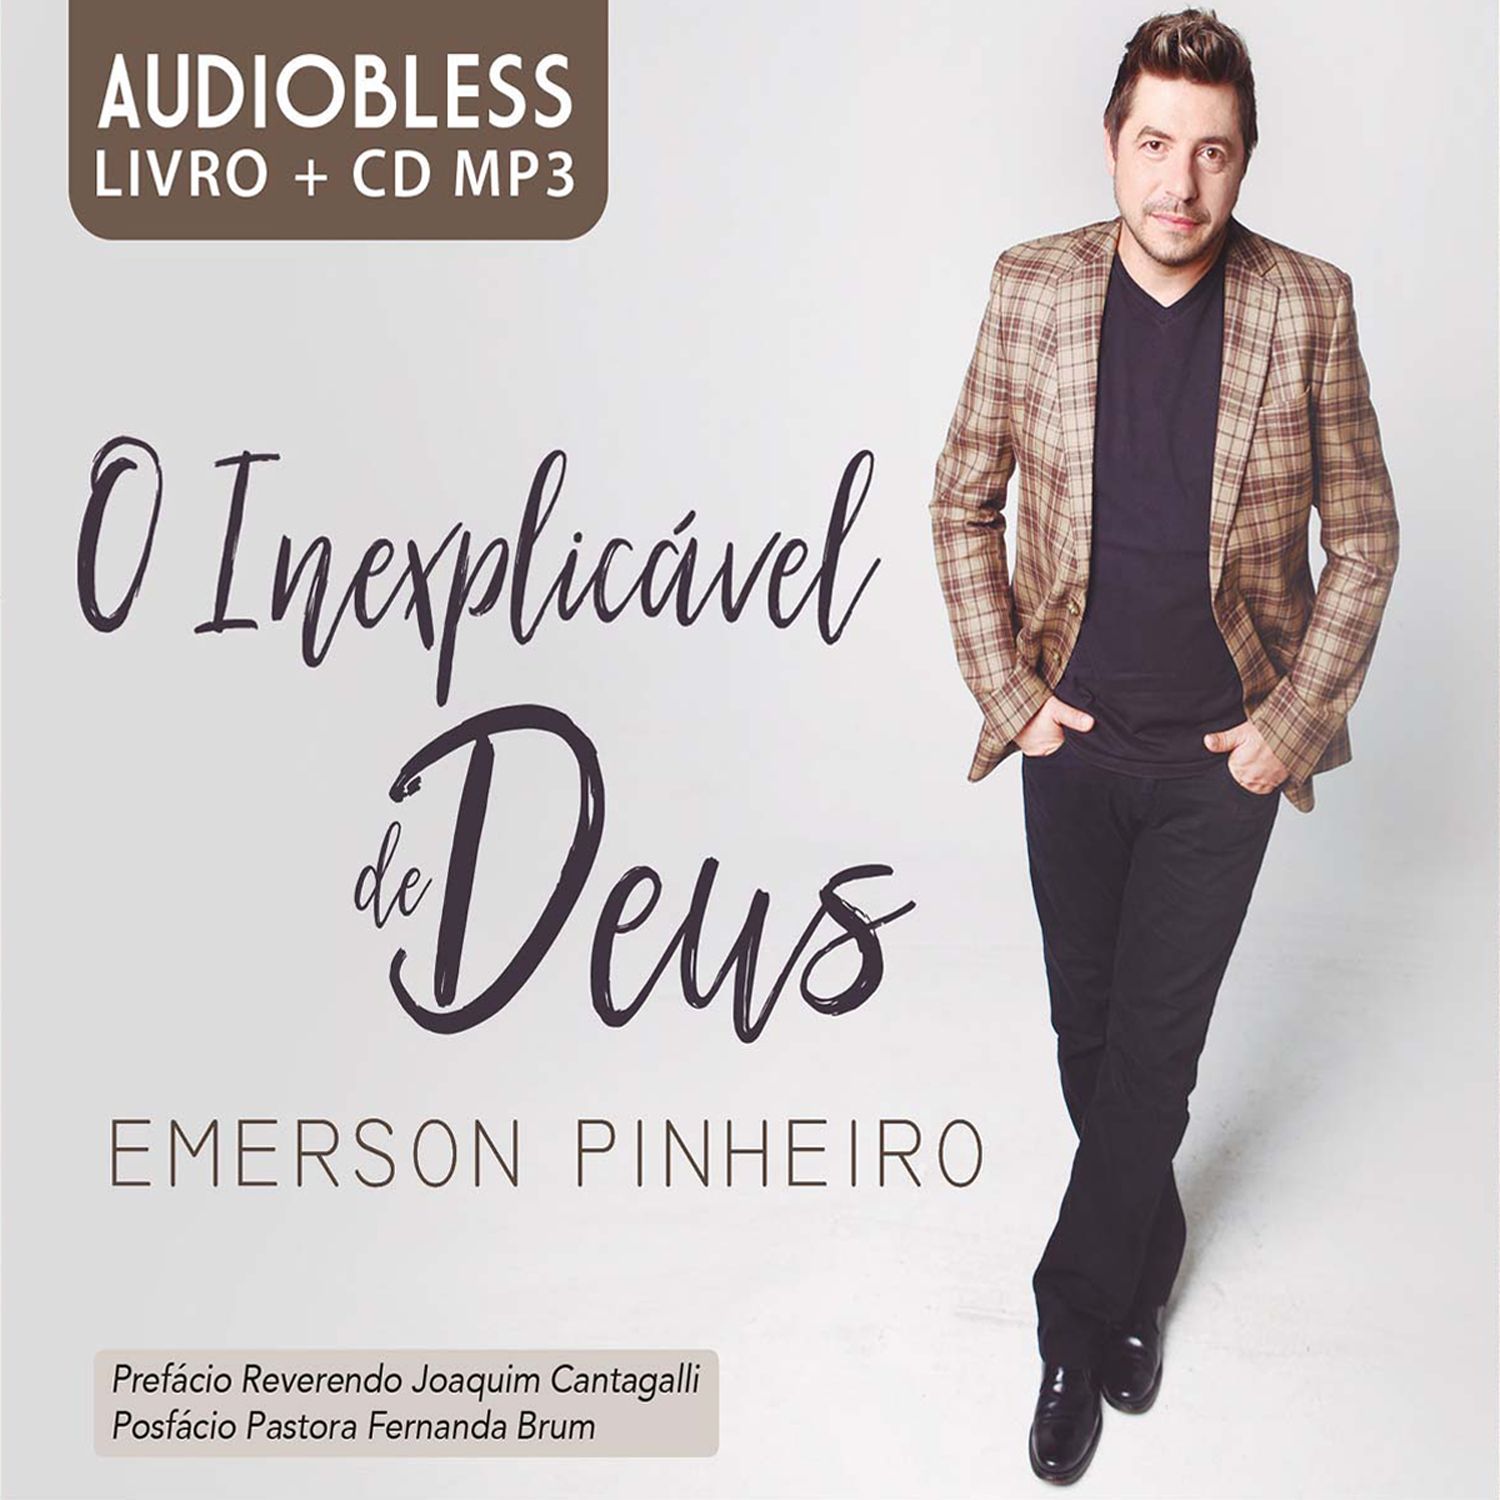 AUDIOBLESS
LIVRO + CD MP3
O Inexplicável
de Deus
EMERSON PINHEIRO
Prefácio Reverendo Joaquim Cantagalli
Posfácio Pastora Fernanda Brum